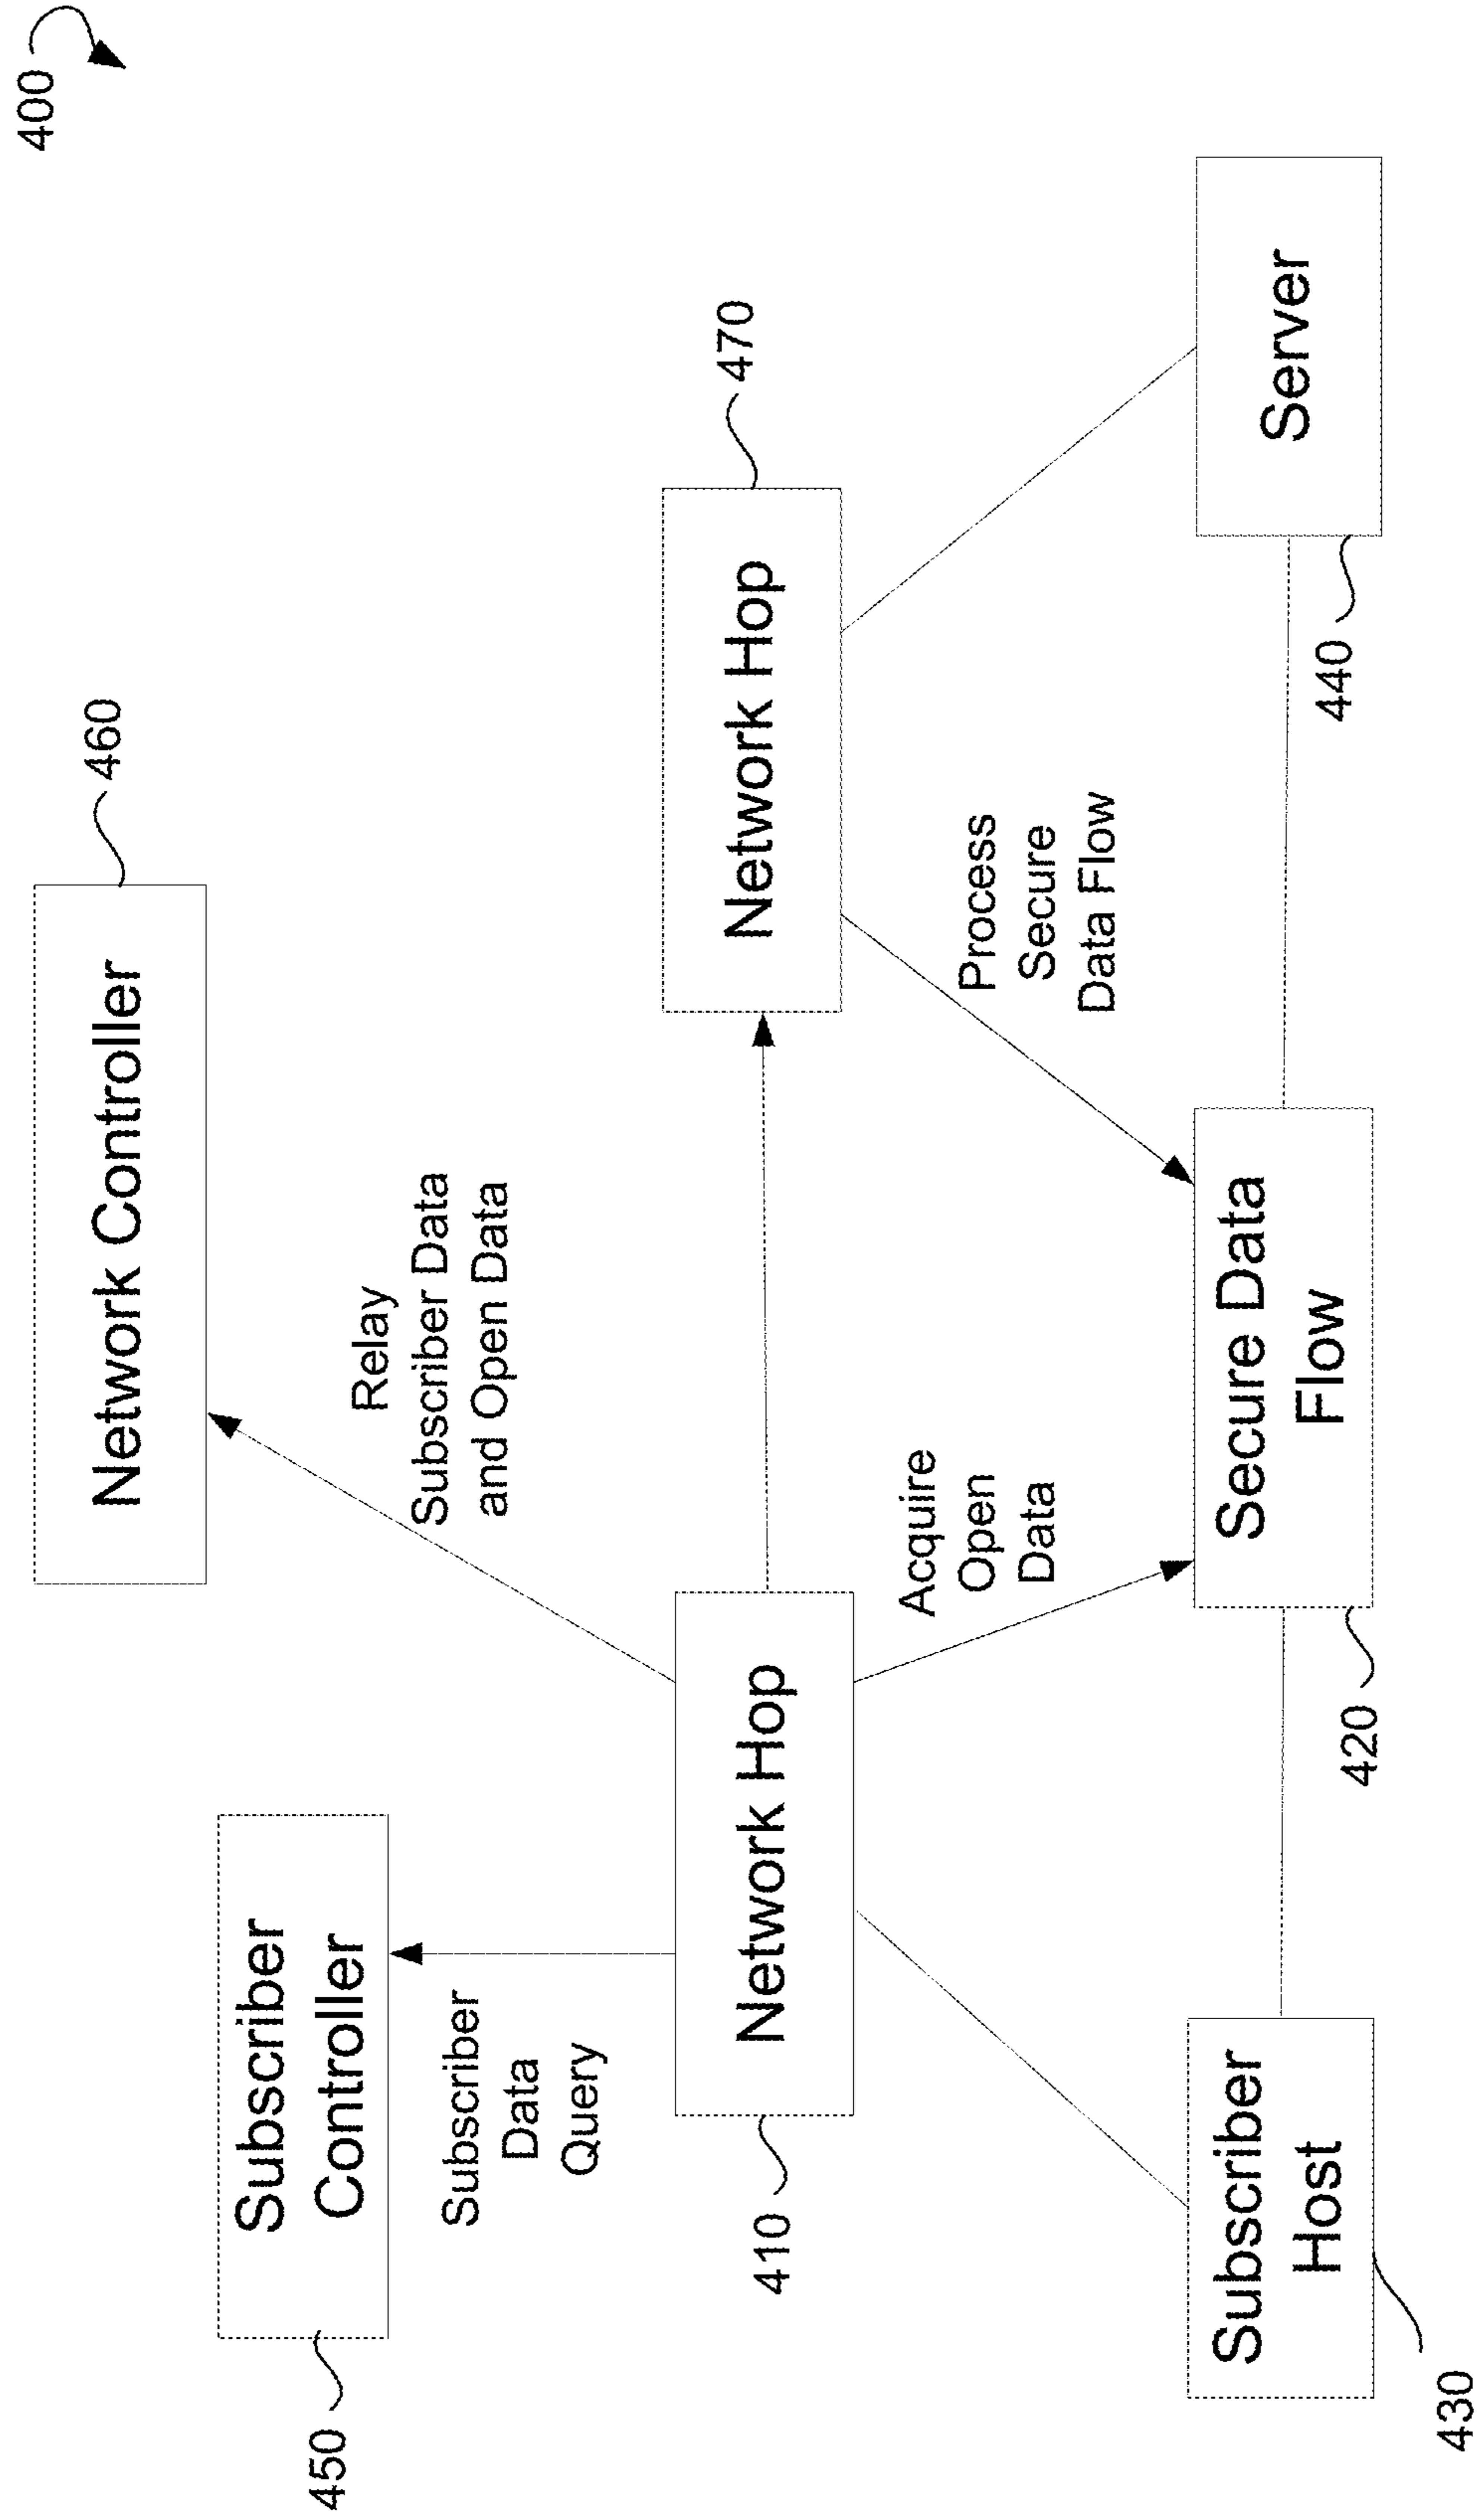 400
460
Network Controller
450
Subscriber
Controller
Relay
Subscriber Data
and Open Data
Subscriber
Data
Query
410
Network Hop
470
Network Hop
Acquire
Open
Data
Process
Secure
Data Flow
430
Subscriber
Host
420
Secure Data
Flow
440
Server